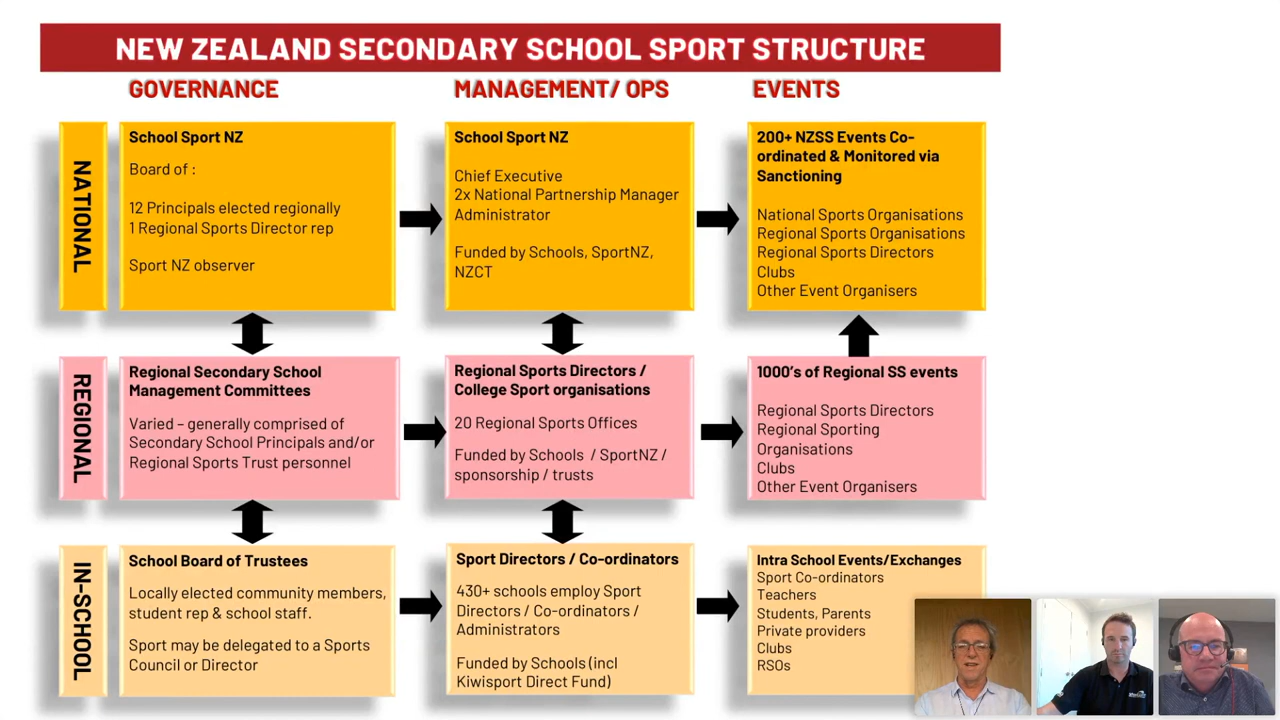 NEW ZEALAND SECONDARY SCHOOL SPORT STRUCTURE
GOVERNANCE
MANAGEMENT/ OPS
EVENTS
NATIONAL
School Sport NZ
Board of :
12 Principals elected regionally
1 Regional Sports Director rep
Sport NZ observer
School Sport NZ
Chief Executive
2x National Partnership Manager
Administrator
Funded by Schools, SportNZ,
NZCT
200+ NZSS Events Co-
ordinated & Monitored via
Sanctioning
National Sports Organisations
Regional Sports Organisations
Regional Sports Directors
Clubs
Other Event Organisers
REGIONAL
Regional Secondary School
Management Committees
Varied – generally comprised of
Secondary School Principals and/or
Regional Sports Trust personnel
Regional Sports Directors /
College Sport organisations
20 Regional Sports Offices
Funded by Schools / SportNZ /
sponsorship / trusts
1000's of Regional SS events
Regional Sports Directors
Regional Sporting
Organisations
Clubs
Other Event Organisers
IN-SCHOOL
School Board of Trustees
Locally elected community members,
student rep & school staff.
Sport may be delegated to a Sports
Council or Director
Sport Directors / Co-ordinators
430+ schools employ Sport
Directors / Co-ordinators /
Administrators
Funded by Schools (incl
Kiwisport Direct Fund)
Intra School Events/Exchanges
Sport Co-ordinators
Teachers
Students, Parents
Private providers
Clubs
RSOs